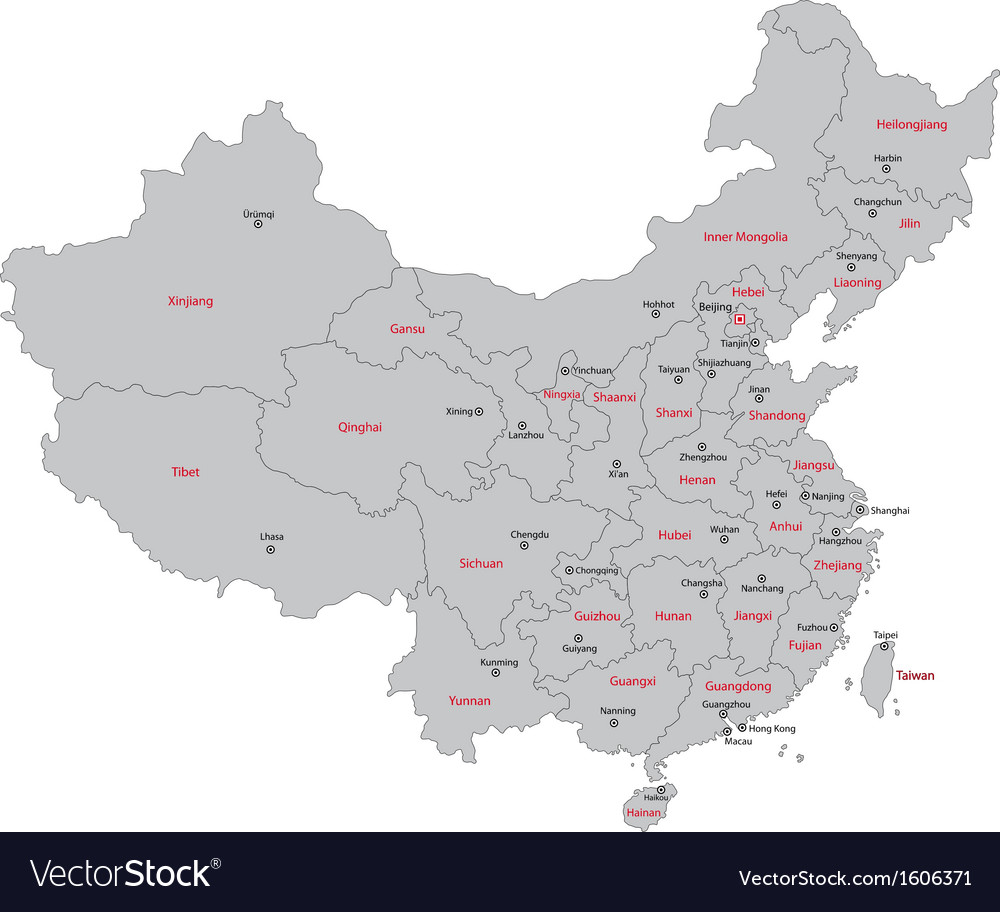 Heilongjiang
Harbin
Changchun
Jilin
Ürümqi
Inner Mongolia
Shenyang
Liaoning
Xinjiang
Hebei
Hohhot
Beijing
Gansu
Tianjin
Shijiazhuang
Taiyuan
Yinchuan
Jinan
Ningxia
Shaanxi
Shanxi
Shandong
Xining
Qinghai
Lanzhou
Zhengzhou
Jiangsu
Tibet
Xi'an
Henan
Hefei
Nanjing
Shanghai
Anhui
Wuhan
Hubei
Chengdu
Hangzhou
Lhasa
Sichuan
Zhejiang
Chongqing
Changsha
Nanchang
Guizhou
Hunan
Jiangxi
Fuzhou
Taipei
Guiyang
Fujian
Kunming
Taiwan
Guangxi
Guangdong
Yunnan
Guangzhou
Nanning
Hong Kong
Macau
Haikou
Hainan
VectorStock®
VectorStock.com/1606371